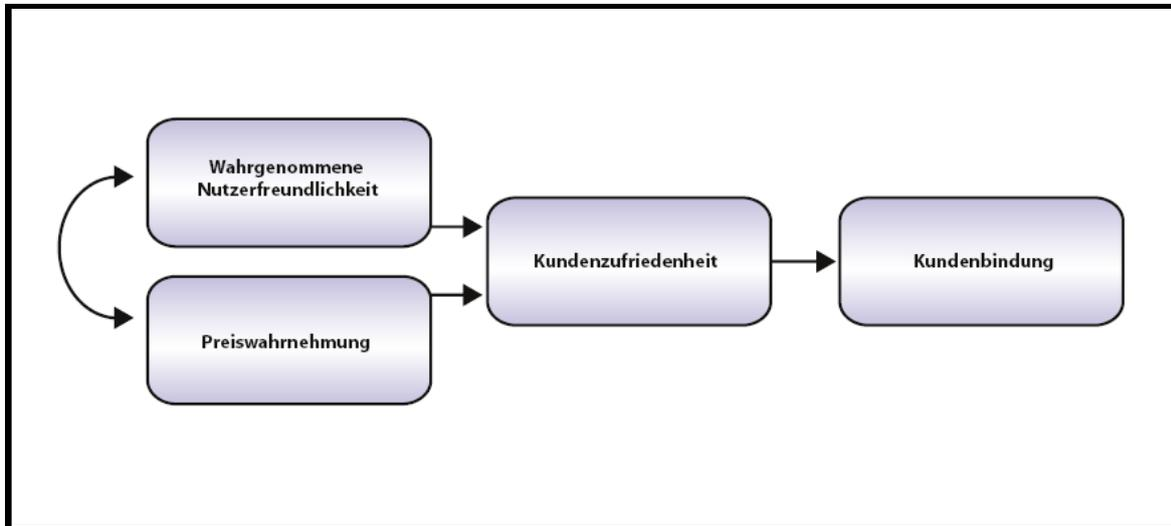 Wahrgenommene
Nutzerfreundlichkeit
Kundenzufriedenheit
Kundenbindung
Preiswahrnehmung